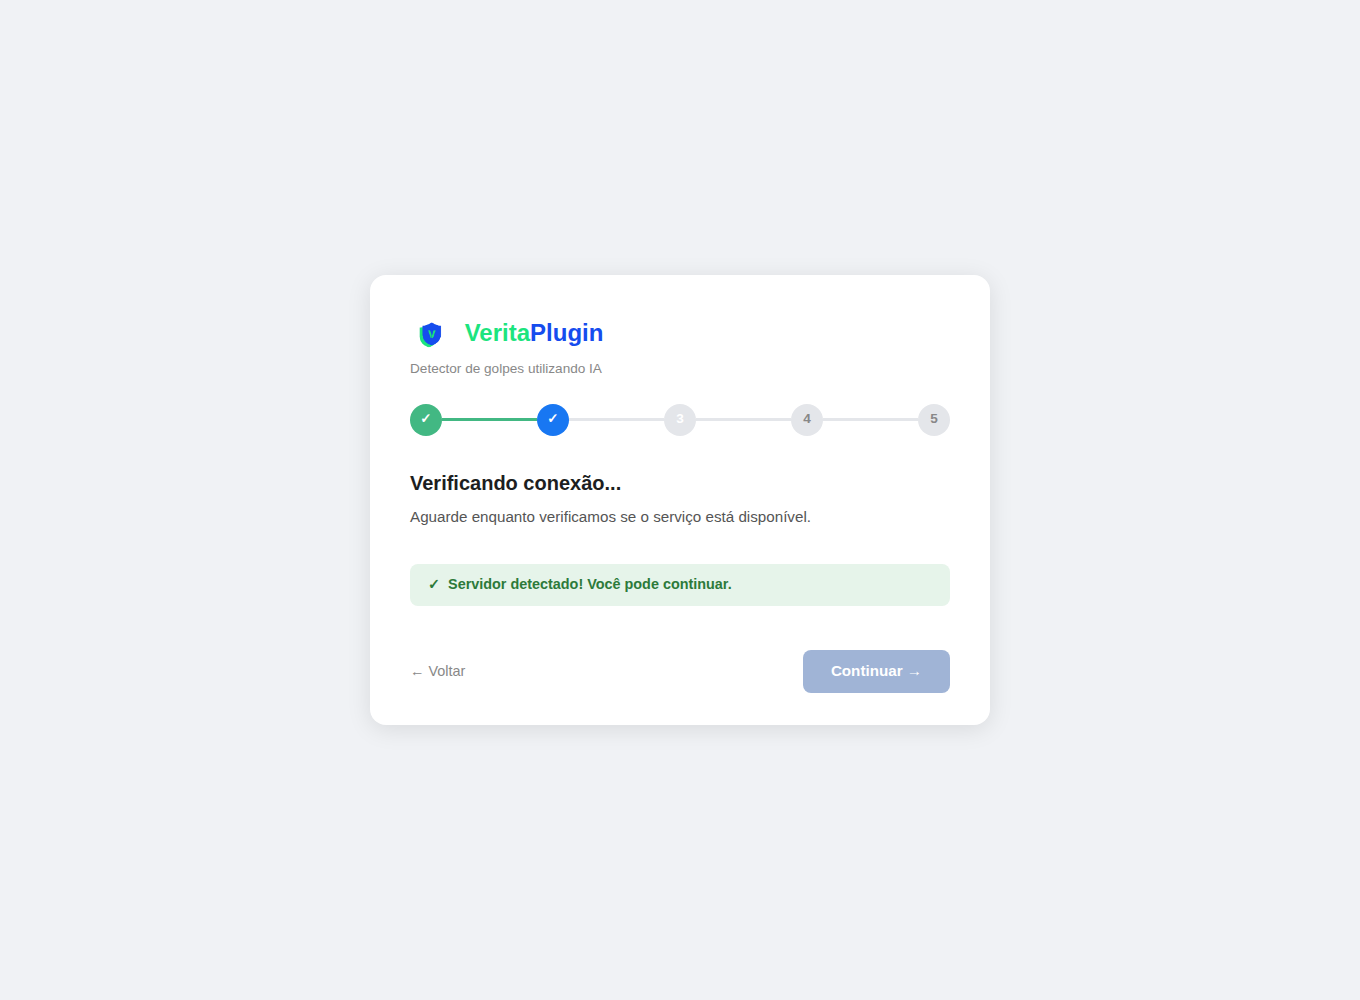 VeritaPlugin
Detector de golpes utilizando IA
✓ ✓ 3 4 5
Verificando conexão...
Aguarde enquanto verificamos se o serviço está disponível.
✓ Servidor detectado! Você pode continuar.
← Voltar
Continuar →